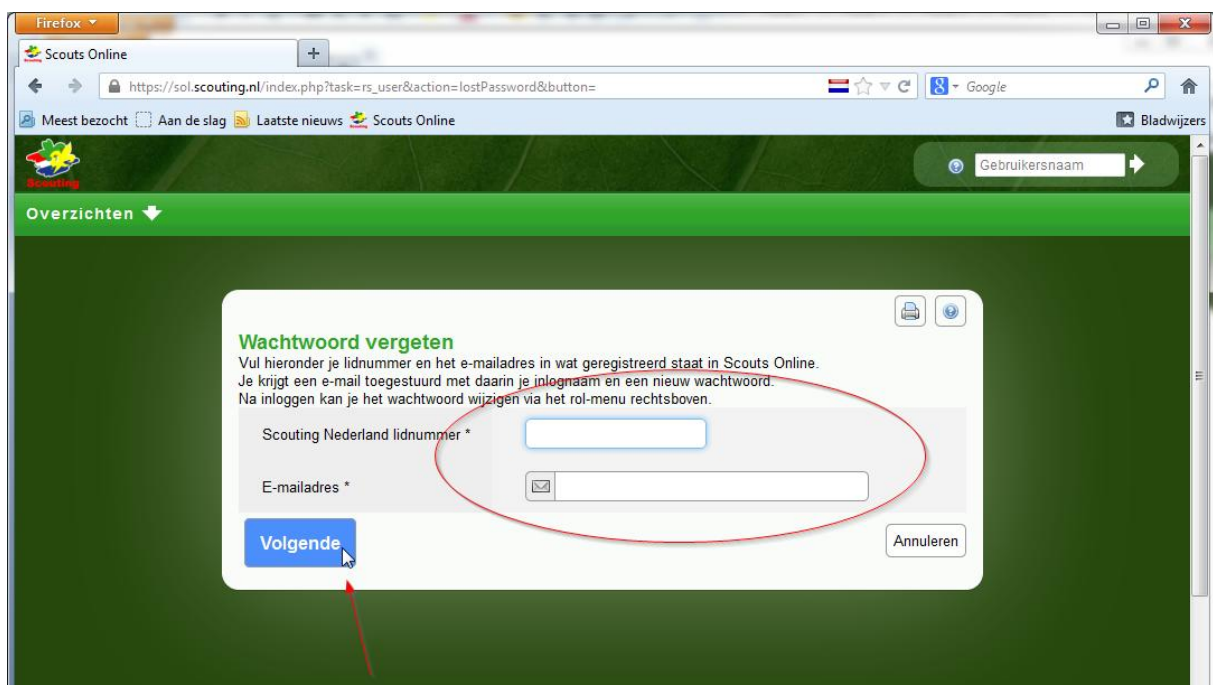 Firefox
Scouts Online
https://sol.scouting.nl/index.php?task=rs_user&action=lostPassword&button=
Google
Meest bezocht Aan de slag Laatste nieuws Scouts Online Bladwijzers
Scouting
Gebruikersnaam
Overzichten
Wachtwoord vergeten
Vul hieronder je lidnummer en het e-mailadres in wat geregistreerd staat in Scouts Online.
Je krijgt een e-mail toegestuurd met daarin je inlognaam en een nieuw wachtwoord.
Na inloggen kan je het wachtwoord wijzigen via het rol-menu rechtsboven.
Scouting Nederland lidnummer *
E-mailadres *
Volgende
Annuleren